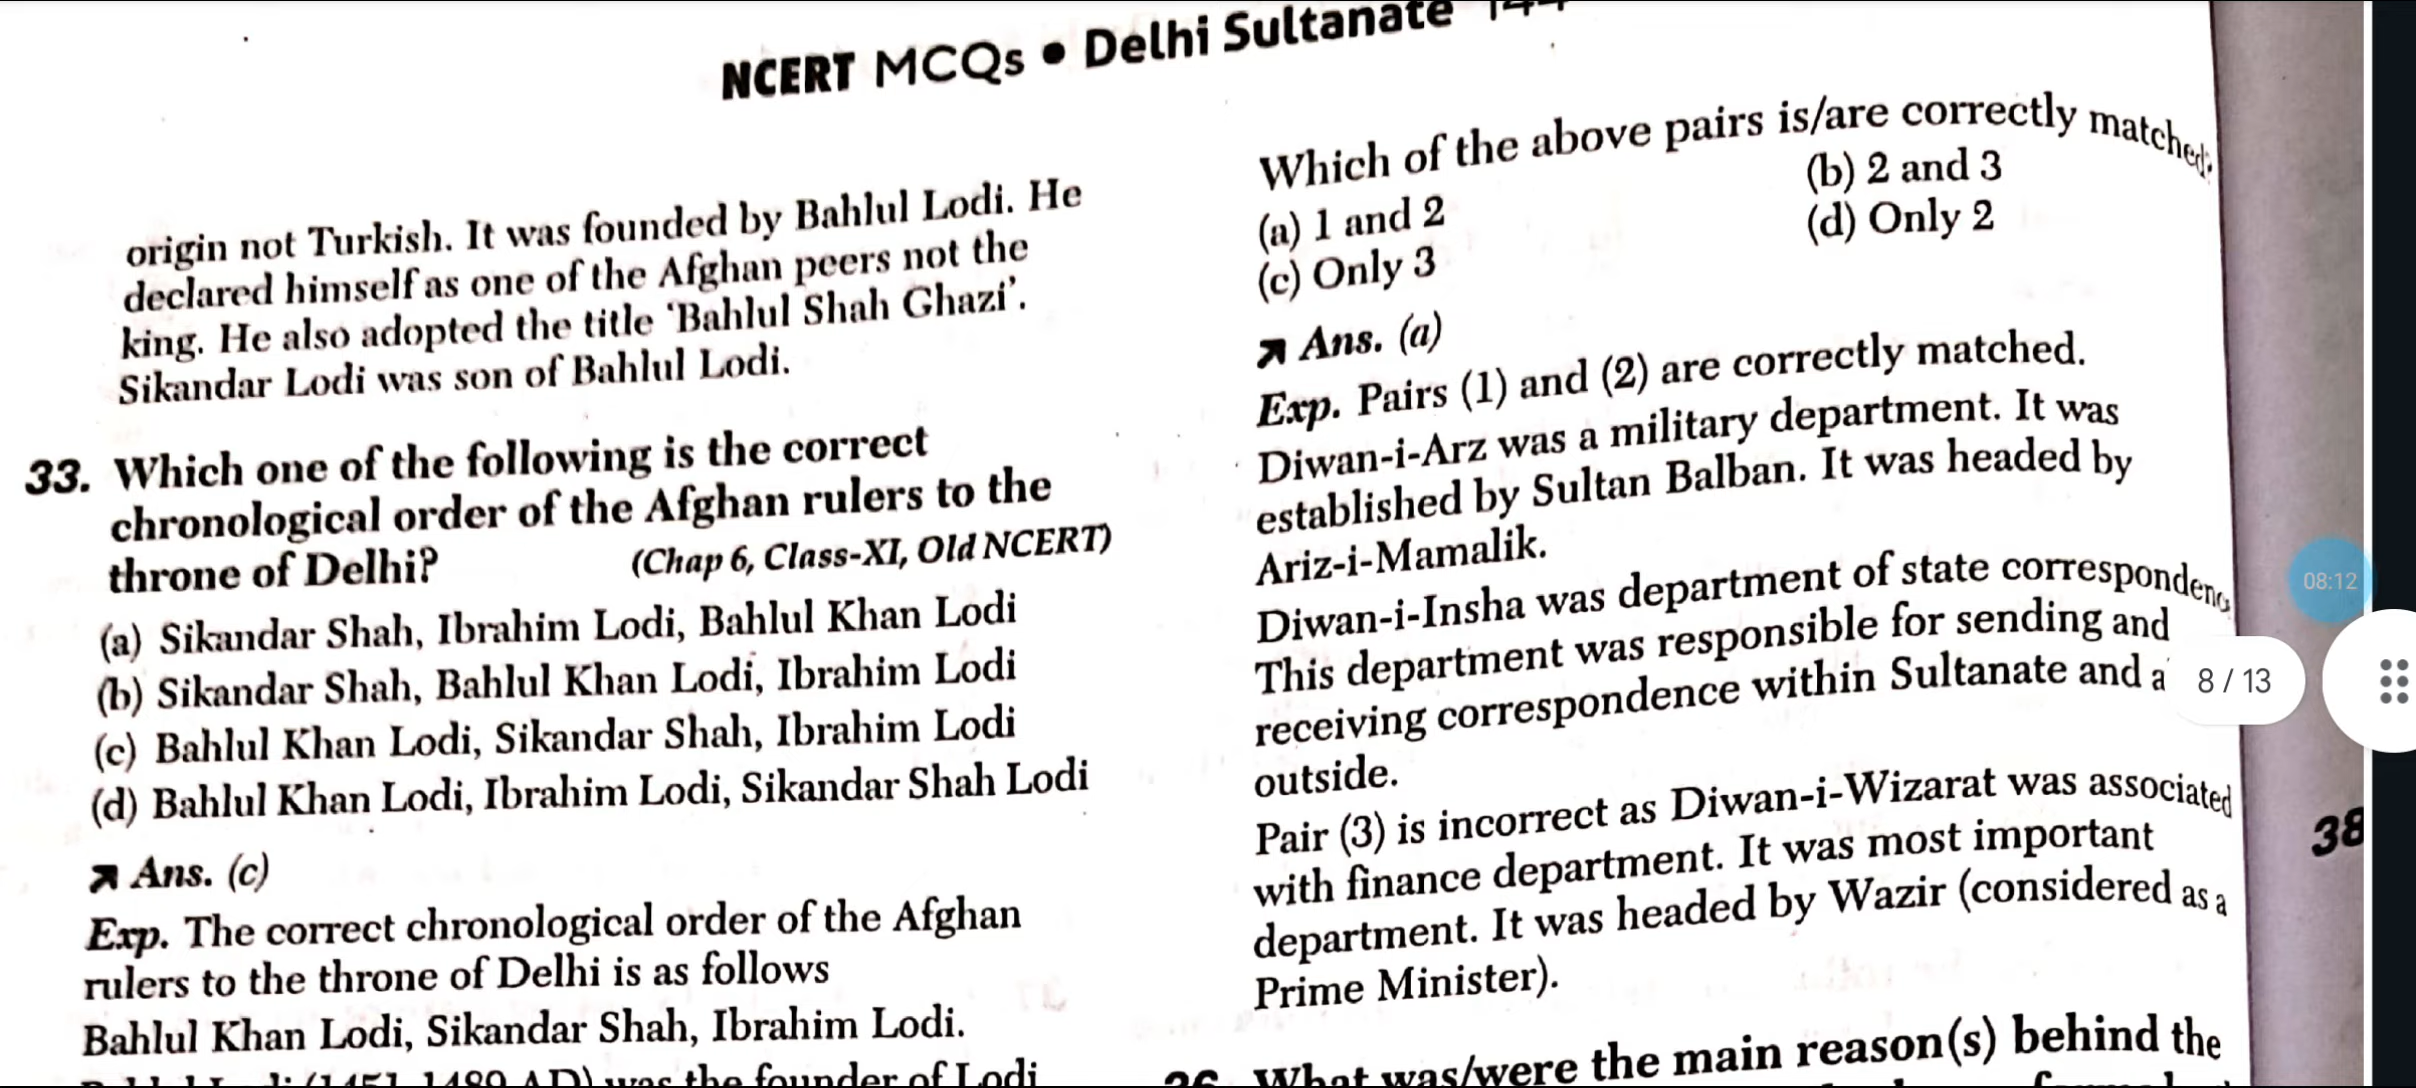 NCERT MCQs • Delhi Sultanate
origin not Turkish. It was founded by Bahlul Lodi. He
declared himself as one of the Afghan peers not the
king. He also adopted the title ‘Bahlul Shah Ghazi’.
Sikandar Lodi was son of Bahlul Lodi.
33. Which one of the following is the correct
chronological order of the Afghan rulers to the
throne of Delhi? (Chap 6, Class-XI, Old NCERT)
(a) Sikandar Shah, Ibrahim Lodi, Bahlul Khan Lodi
(b) Sikandar Shah, Bahlul Khan Lodi, Ibrahim Lodi
(c) Bahlul Khan Lodi, Sikandar Shah, Ibrahim Lodi
(d) Bahlul Khan Lodi, Ibrahim Lodi, Sikandar Shah Lodi
Ans. (c)
Exp. The correct chronological order of the Afghan
rulers to the throne of Delhi is as follows
Bahlul Khan Lodi, Sikandar Shah, Ibrahim Lodi.
(1451 1489 AD) was the founder of Lodi
Which of the above pairs is/are correctly matched
(a) 1 and 2 (b) 2 and 3
(c) Only 3 (d) Only 2
Ans. (a)
Exp. Pairs (1) and (2) are correctly matched.
Diwan-i-Arz was a military department. It was
established by Sultan Balban. It was headed by
Ariz-i-Mamalik.
Diwan-i-Insha was department of state
This department was responsible for sending and
receiving correspondence within Sultanate and
outside.
Pair (3) is incorrect as Diwan-i-Wizarat was associated
with finance department. It was most important
department. It was headed by Wazir (considered as a
Prime Minister).
What was/were the main reason(s) behind the
08:12
8 / 13
38